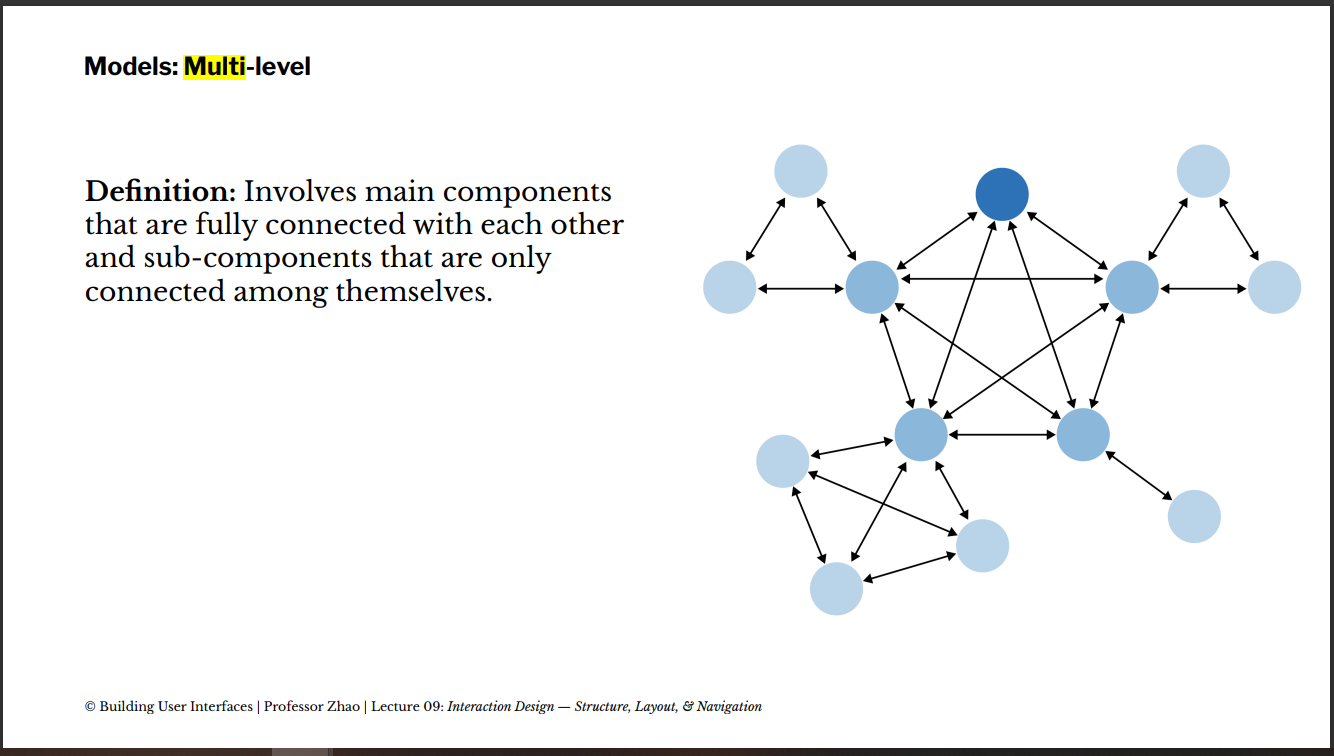 Models: Multi-level
Definition: Involves main components
that are fully connected with each other
and sub-components that are only
connected among themselves.
© Building User Interfaces | Professor Zhao | Lecture 09: Interaction Design — Structure, Layout, & Navigation